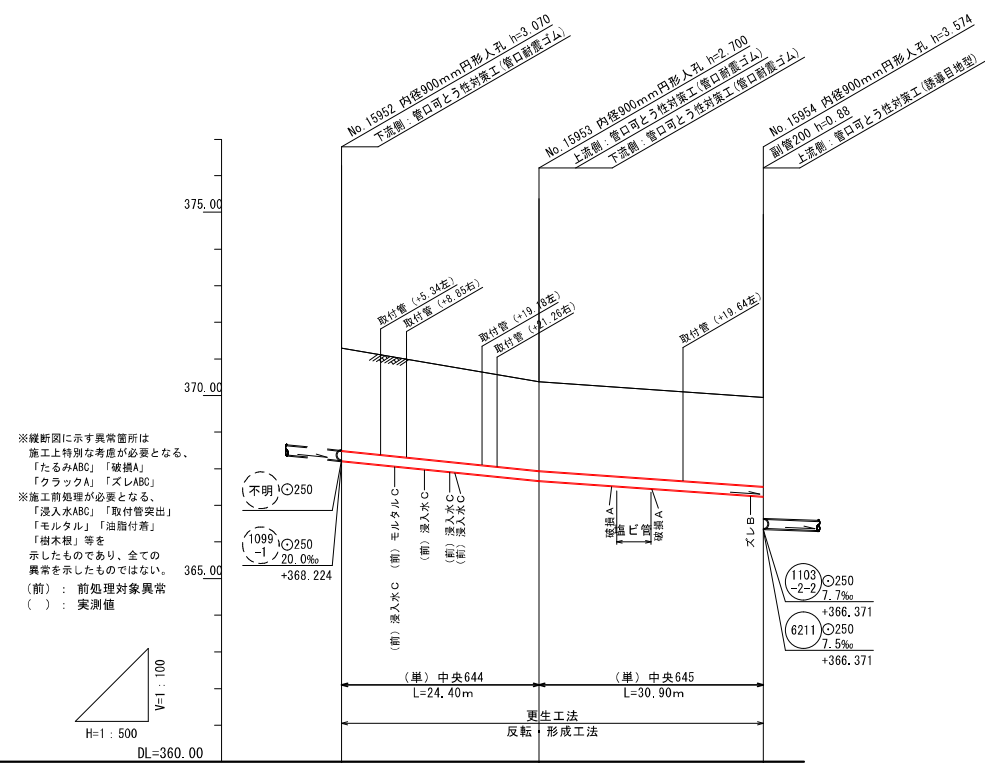 No.15952 内径900mm円形人孔 h=3.070
下流側：管口可とう性対策工(管口耐震ゴム)
No.15953 内径900mm円形人孔 h=2.700
上流側：管口可とう性対策工(管口耐震ゴム)
下流側：管口可とう性対策工(管口耐震ゴム)
No.15954 内径900mm円形人孔 h=3.574
副管200 h=0.88
上流側：管口可とう性対策工(誘導目地型)
375.00
取付管 (+5.34左)
取付管 (+8.85右)
取付管 (+19.18左)
取付管 (+21.26右)
取付管 (+19.64左)
370.00
※縦断図に示す異常箇所は
施工上特別な考慮が必要となる、
「たるみABC」「破損A」
「クラックA」「ズレABC」
※施工前処理が必要となる、
「浸入水ABC」「取付管突出」
「モルタル」「油脂付着」
「樹木根」等を
示したものであり、全ての
異常を示したものではない。
(前)： 前処理対象異常
( )： 実測値
不明 250
1099
-1
250
20.0‰
+368.224
365.00
(前) モルタルC
(前) 浸入水C
(前) 浸入水C
(前) 浸入水C
(前) 浸入水C
破損A
破損A
ズレB
1103
-2-2
250
7.7‰
+366.371
6211
250
7.5‰
+366.371
(単) 中央644
L=24.40m
(単) 中央645
L=30.90m
更生工法
反転・形成工法
V=1：100
H=1：500
DL=360.00